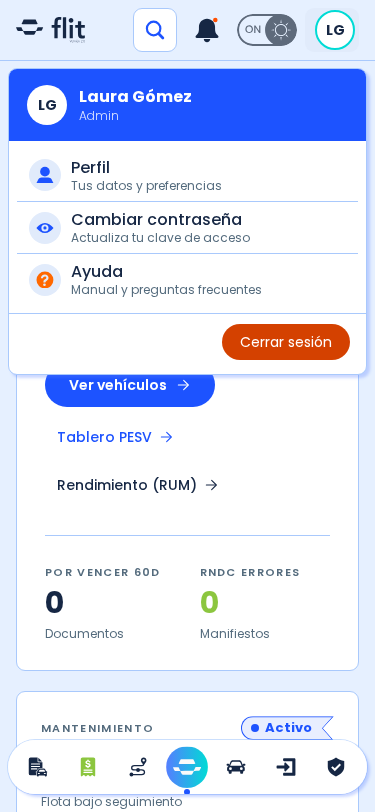 flit
ON
LG
LG
Laura Gómez
Admin
Perfil
Tus datos y preferencias
Cambiar contraseña
Actualiza tu clave de acceso
Ayuda
Manual y preguntas frecuentes
Cerrar sesión
Ver vehículos →
Tablero PESV →
Rendimiento (RUM) →
POR VENCER 60D
0
Documentos
RNDC ERRORES
0
Manifiestos
MANTENIMIENTO
Activo
Flota bajo seguimiento